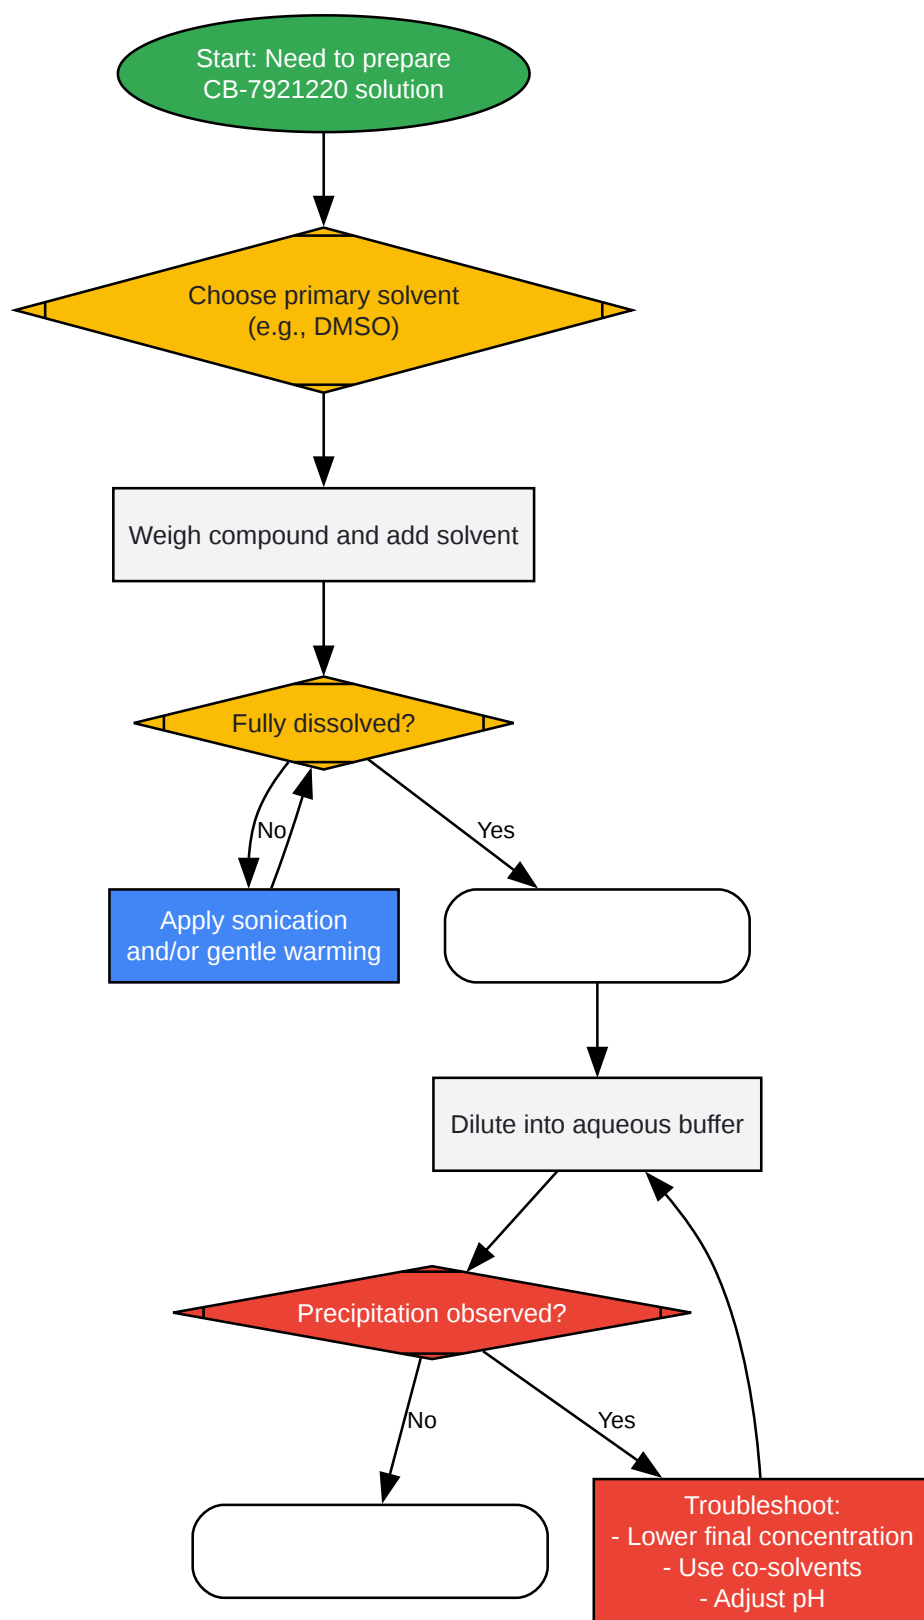 Start: Need to prepare
CB-7921220 solution
Choose primary solvent
(e.g., DMSO)
Weigh compound and add solvent
Fully dissolved?
No
Yes
Apply sonication
and/or gentle warming
Dilute into aqueous buffer
Precipitation observed?
No
Yes
Troubleshoot:
- Lower final concentration
- Use co-solvents
- Adjust pH